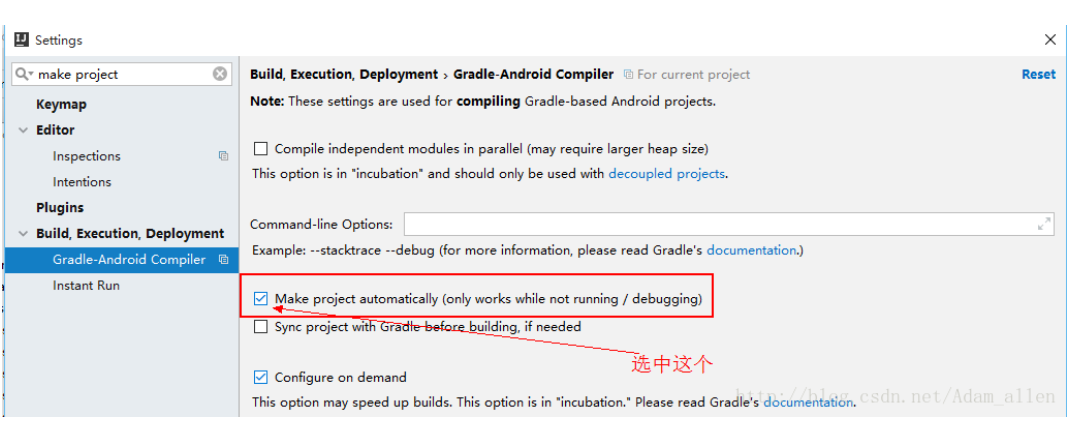 Settings
make project
Keymap
Editor
Inspections
Intentions
Plugins
Build, Execution, Deployment
Gradle-Android Compiler
Instant Run
Build, Execution, Deployment › Gradle-Android Compiler For current project Reset
Note: These settings are used for compiling Gradle-based Android projects.
Compile independent modules in parallel (may require larger heap size)
This option is in "incubation" and should only be used with decoupled projects.
Command-line Options:
Example: --stacktrace --debug (for more information, please read Gradle's documentation.)
Make project automatically (only works while not running / debugging)
Sync project with Gradle before building, if needed
选中这个
Configure on demand
This option may speed up builds. This option is in "incubation." Please read Gradle's documentation.
http://blog.csdn.net/Adam_allen